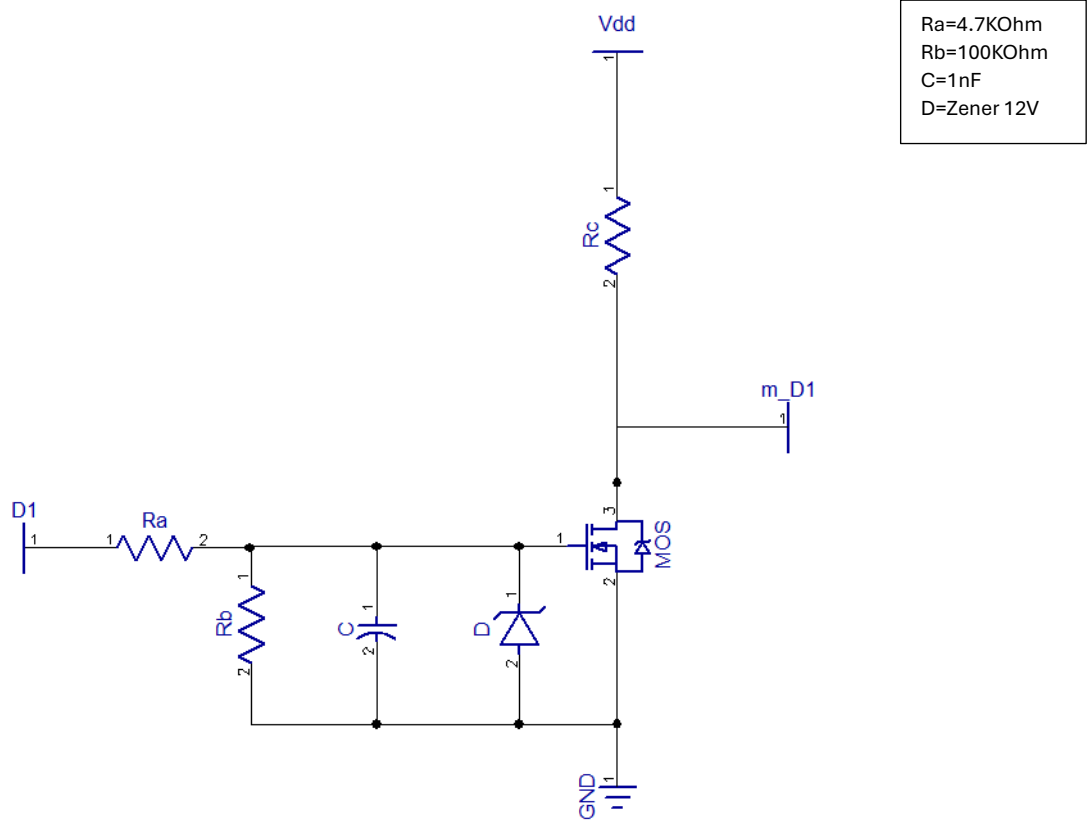 Ra=4.7KOhm
Rb=100KOhm
C=1nF
D=Zener 12V
Vdd
1
1
Rc
2
m_D1
1
D1
1
1
Ra
2
1
3
MOS
2
1
Rb
2
1
C
2
1
D
2
GND
1